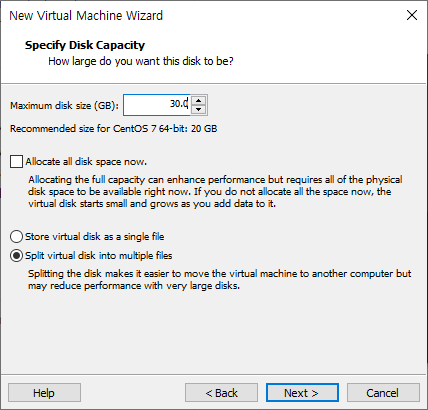 New Virtual Machine Wizard
Specify Disk Capacity
How large do you want this disk to be?
Maximum disk size (GB): 30.0
Recommended size for CentOS 7 64-bit: 20 GB
Allocate all disk space now.
Allocating the full capacity can enhance performance but requires all of the physical
disk space to be available right now. If you do not allocate all the space now, the
virtual disk starts small and grows as you add data to it.
Store virtual disk as a single file
Split virtual disk into multiple files
Splitting the disk makes it easier to move the virtual machine to another computer but
may reduce performance with very large disks.
Help < Back Next > Cancel